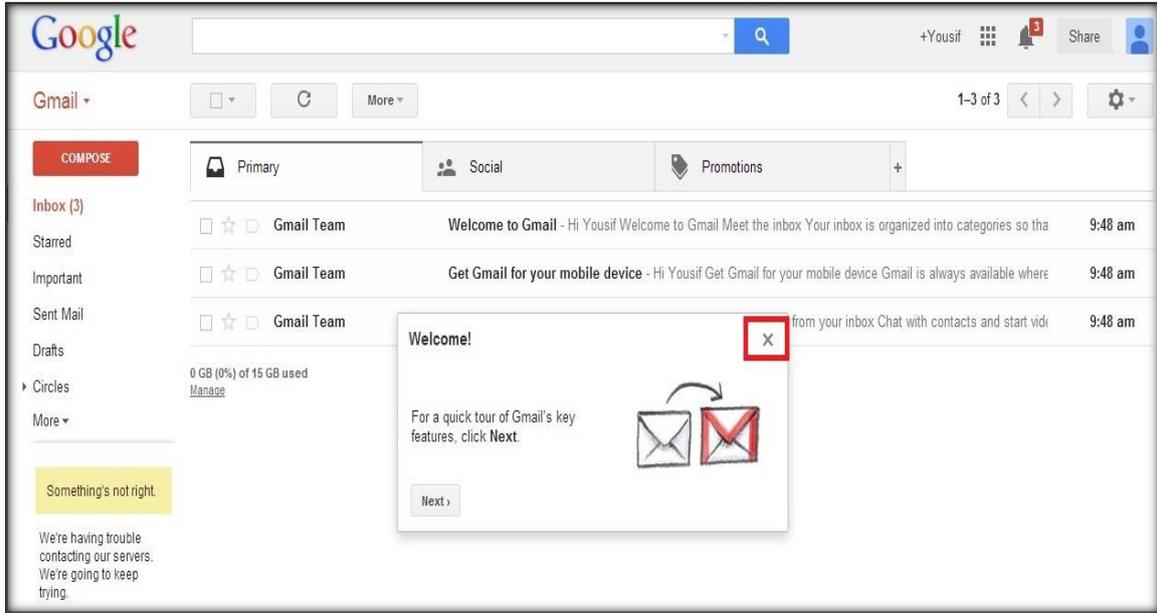 Google
+Yousif
3
Share
Gmail
More
1–3 of 3
COMPOSE
Primary
Social
Promotions
+
Inbox (3)
Starred
Important
Sent Mail
Drafts
Circles
More
Gmail Team Welcome to Gmail - Hi Yousif Welcome to Gmail Meet the inbox Your inbox is organized into categories so tha 9:48 am
Gmail Team Get Gmail for your mobile device - Hi Yousif Get Gmail for your mobile device Gmail is always available where 9:48 am
Gmail Team from your inbox Chat with contacts and start vide 9:48 am
0 GB (0%) of 15 GB used
Manage
Welcome!
X
For a quick tour of Gmail's key
features, click Next.
Next ›
Something's not right.
We're having trouble
contacting our servers.
We're going to keep
trying.